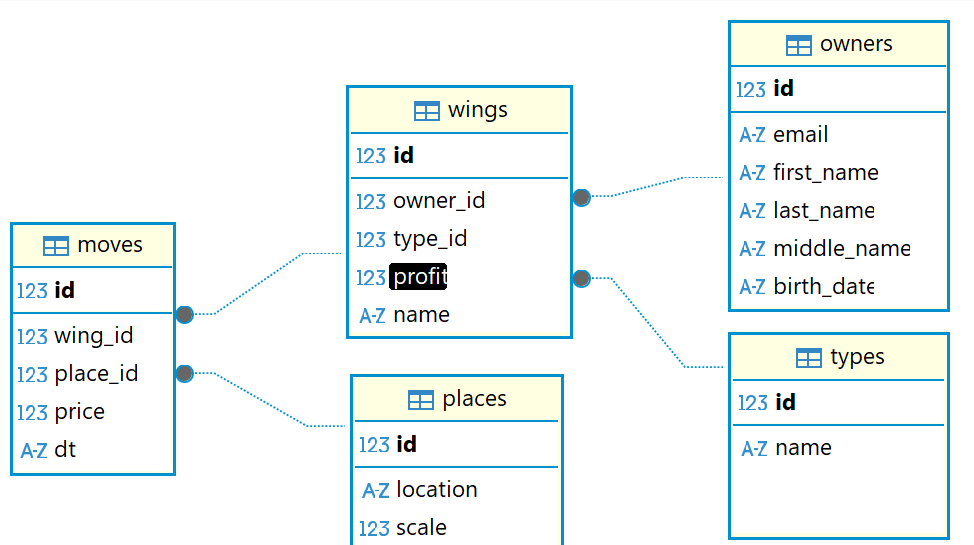 moves
123 id
123 wing_id
123 place_id
123 price
A-Z dt
wings
123 id
123 owner_id
123 type_id
123 profit
A-Z name
places
123 id
A-Z location
123 scale
owners
123 id
A-Z email
A-Z first_name
A-Z last_name
A-Z middle_name
A-Z birth_date
types
123 id
A-Z name